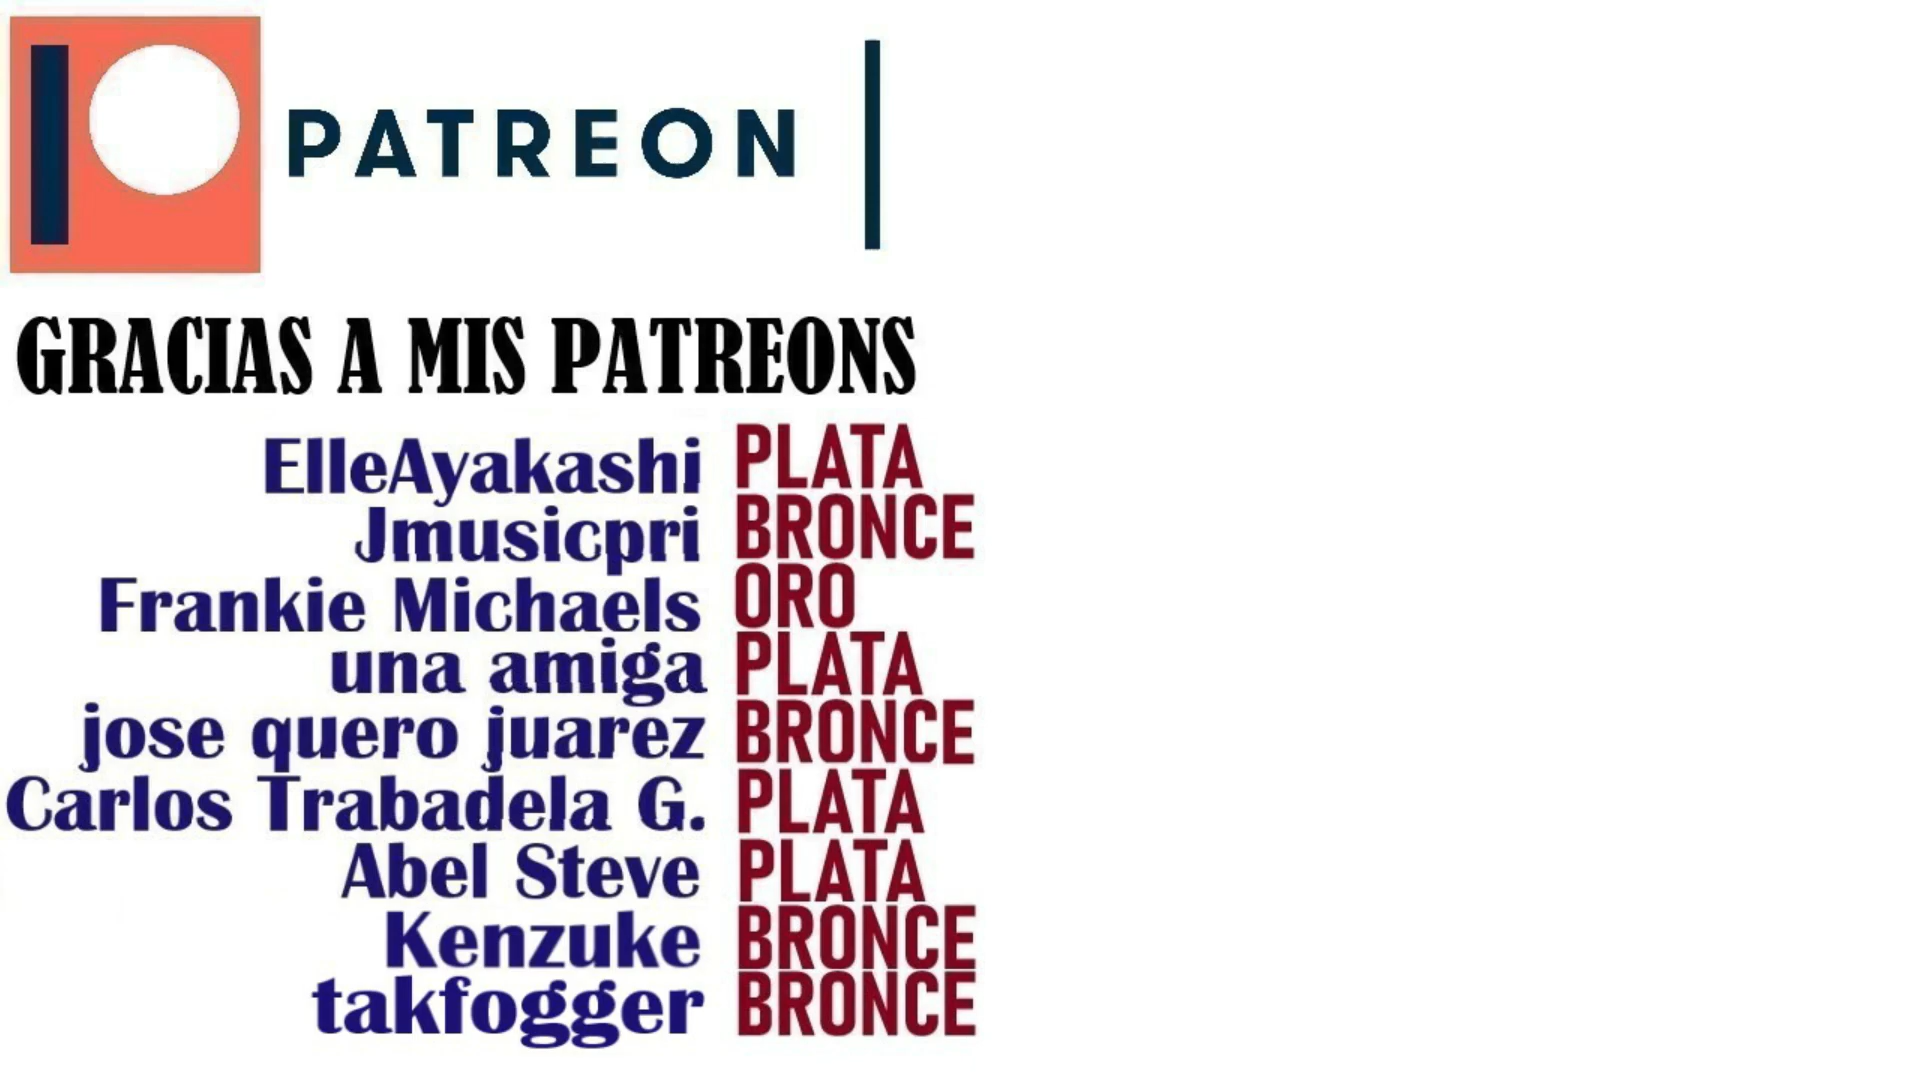 PATREON
GRACIAS A MIS PATREONS
ElleAyakashi PLATA
Jmusicpri BRONCE
Frankie Michaels ORO
una amiga PLATA
jose quero juarez BRONCE
Carlos Trabadela G. PLATA
Abel Steve PLATA
Kenzuke BRONCE
takfogger BRONCE